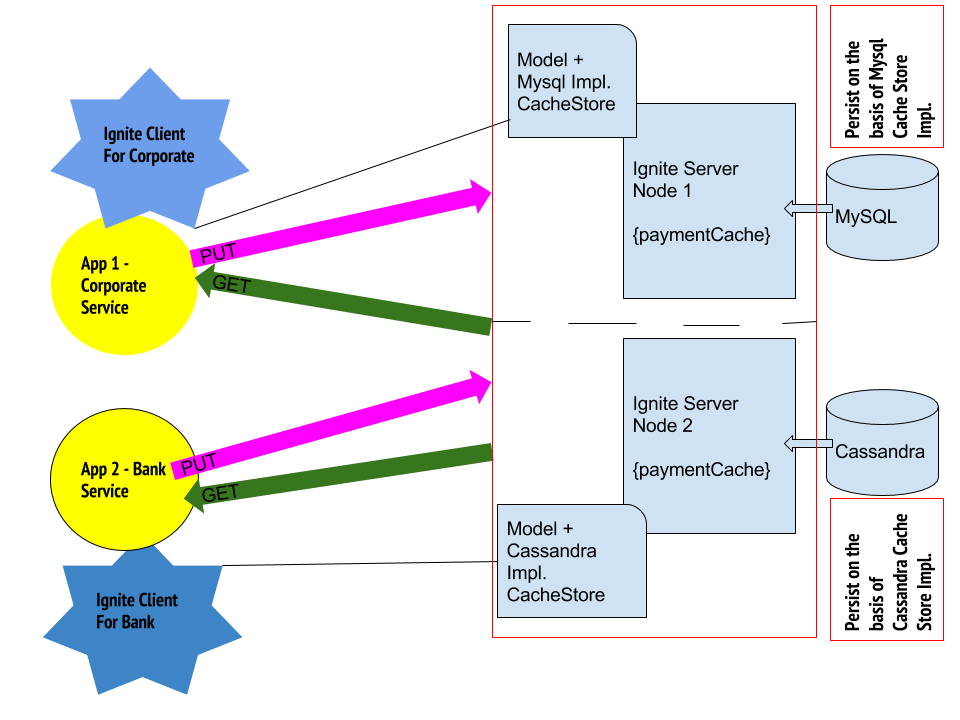 Ignite Client
For Corporate
App 1 -
Corporate
Service
PUT
GET
Model +
Mysql Impl.
CacheStore
Ignite Server
Node 1
{paymentCache}
MySQL
Persist on the
basis of Mysql
Cache Store
Impl.
App 2 - Bank
Service
PUT
GET
Ignite Client
For Bank
Ignite Server
Node 2
{paymentCache}
Model +
Cassandra
Impl.
CacheStore
Cassandra
Persist on the
basis of
Cassandra Cache
Store Impl.